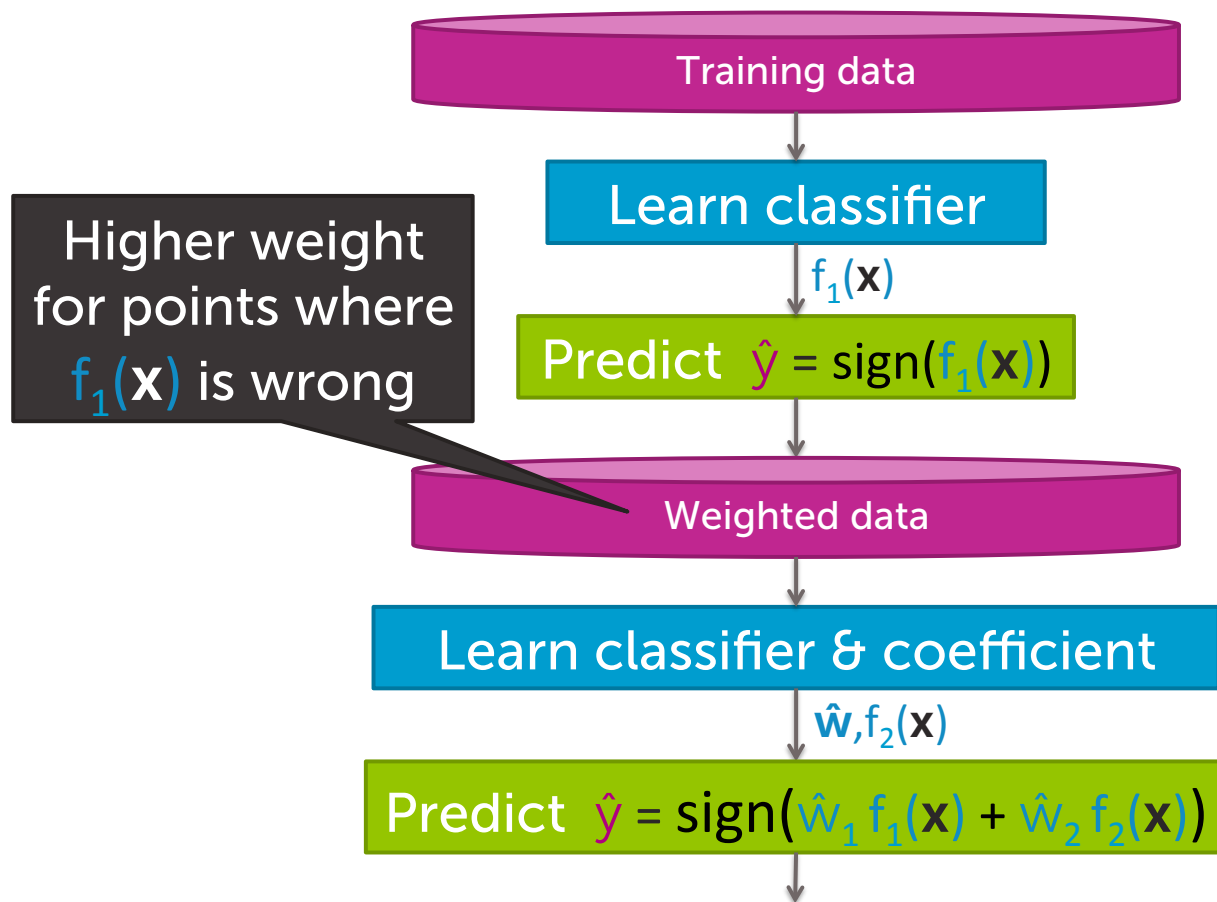 Training data
Learn classifier
f₁(x)
Higher weight
for points where
f₁(x) is wrong
Predict ŷ = sign(f₁(x))
Weighted data
Learn classifier & coefficient
ŵ,f₂(x)
Predict ŷ = sign(ŵ₁ f₁(x) + ŵ₂ f₂(x))